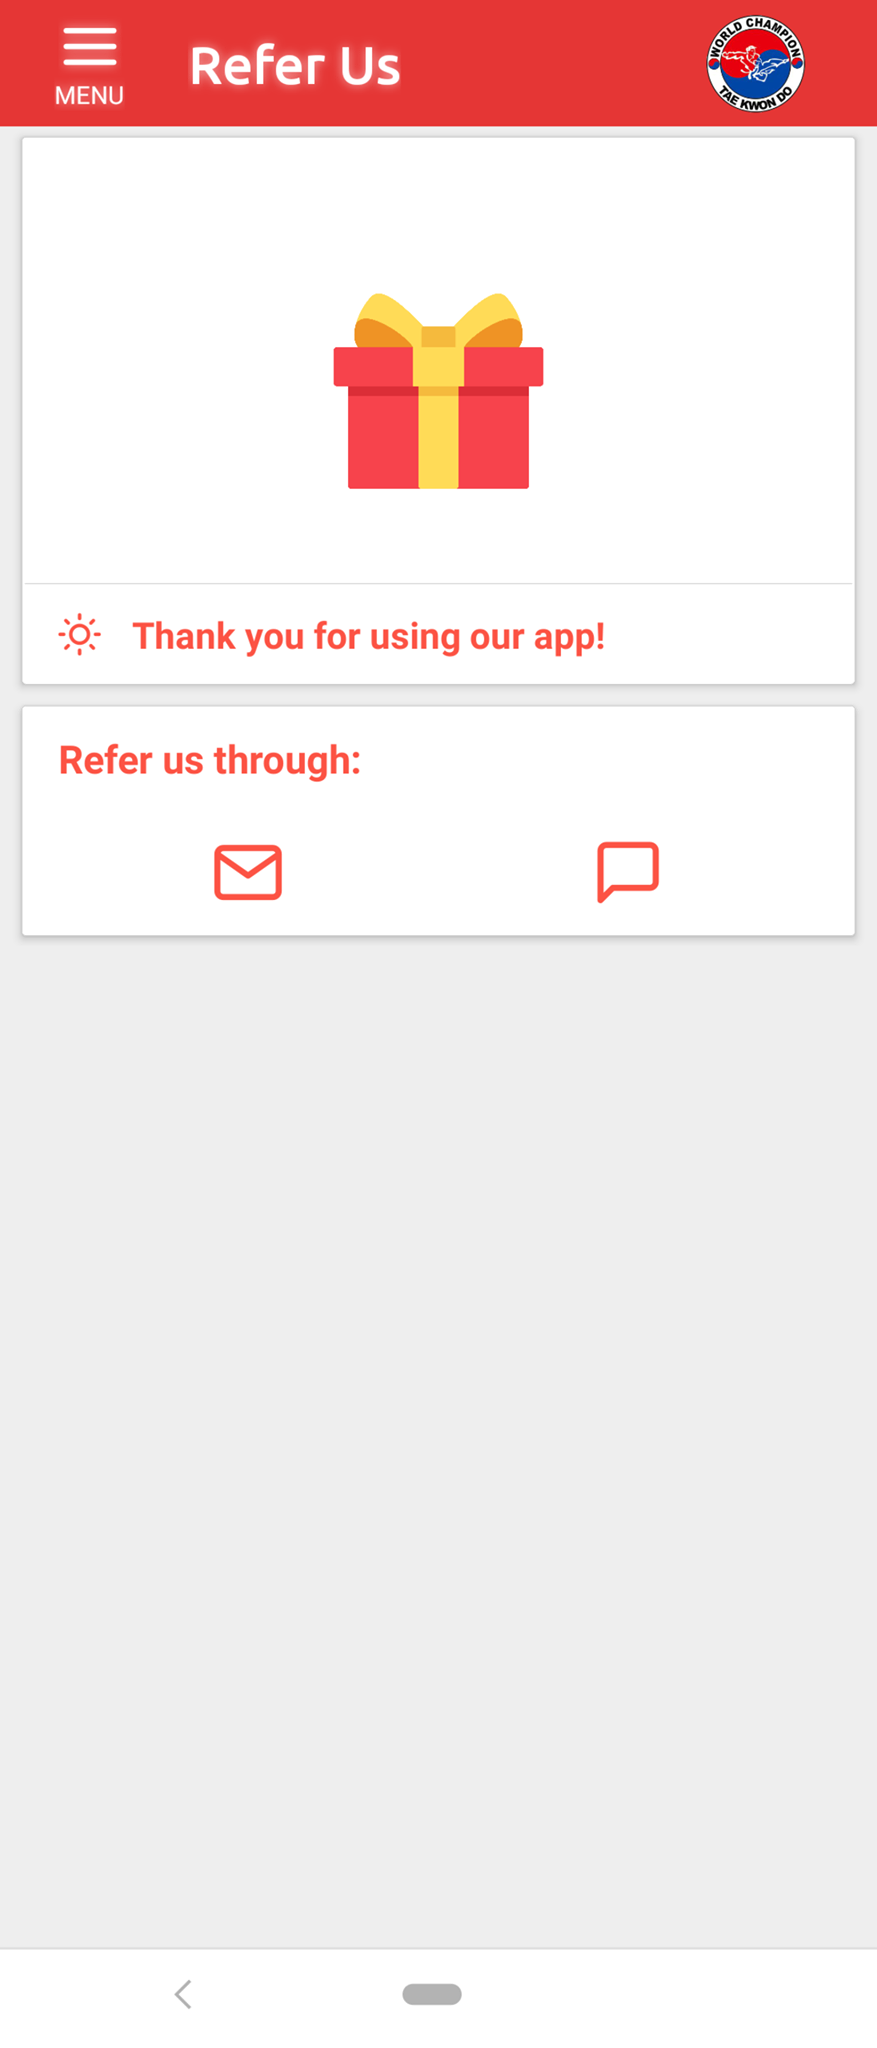 MENU
Refer Us
WORLD CHAMPION
TAE KWON DO
Thank you for using our app!
Refer us through: